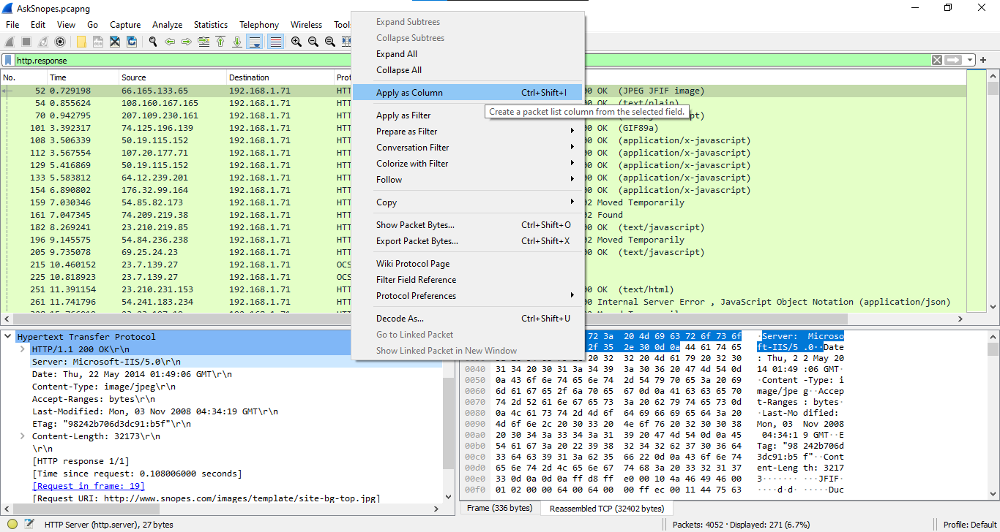 AskSnopes.pcapng
File Edit View Go Capture Analyze Statistics Telephony Wireless
http.response
No. Time Source Destination
52 0.729198 66.165.133.65 192.168.1.71 00 OK (JPEG JFIF image)
54 0.855624 108.160.167.165 192.168.1.71 OK (text/plain)
70 0.942795 207.109.230.161 192.168.1.71
101 3.392317 74.125.196.139 192.168.1.71 00 OK (GIF89a)
108 3.506339 50.19.115.152 192.168.1.71 00 OK (application/x-javascript)
112 3.567554 107.20.177.71 192.168.1.71 00 OK (application/x-javascript)
129 5.416869 50.19.115.152 192.168.1.71 00 OK (application/x-javascript)
133 5.583812 64.12.239.201 192.168.1.71 00 OK (application/x-javascript)
154 6.890802 176.32.99.164 192.168.1.71 00 OK (application/x-javascript)
159 7.030346 54.85.82.173 192.168.1.71 02 Moved Temporarily
161 7.047345 74.209.219.38 192.168.1.71 02 Found
182 8.269241 23.210.219.85 192.168.1.71 00 OK (text/javascript)
196 9.145575 54.84.236.238 192.168.1.71 02 Moved Temporarily
205 9.735078 69.25.24.23 192.168.1.71 00 OK (text/javascript)
215 10.460152 23.7.139.27 192.168.1.71 OCS
225 10.818923 23.7.139.27 192.168.1.71 OCS
251 11.391154 23.210.231.153 192.168.1.71 00 OK (text/html)
261 11.741796 54.241.183.234 192.168.1.71 00 Internal Server Error , JavaScript Object Notation (application/json)
Expand Subtrees
Collapse Subtrees
Expand All
Collapse All
Apply as Column Ctrl+Shift+I
Create a packet list column from the selected field.
Apply as Filter
Prepare as Filter
Conversation Filter
Colorize with Filter
Follow
Copy
Show Packet Bytes... Ctrl+Shift+O
Export Packet Bytes... Ctrl+Shift+X
Wiki Protocol Page
Filter Field Reference
Protocol Preferences
Decode As... Ctrl+Shift+U
Go to Linked Packet
Show Linked Packet in New Window
Hypertext Transfer Protocol
HTTP/1.1 200 OK\r\n
Server: Microsoft-IIS/5.0\r\n
Date: Thu, 22 May 2014 01:49:06 GMT\r\n
Content-Type: image/jpeg\r\n
Accept-Ranges: bytes\r\n
Last-Modified: Mon, 03 Nov 2008 04:34:19 GMT\r\n
ETag: "98242b706d3dc91:b5f"\r\n
Content-Length: 32173\r\n
\r\n
[HTTP response 1/1]
[Time since request: 0.108006000 seconds]
[Request in frame: 19]
[Request URI: http://www.snopes.com/images/template/site-bg-top.jpg]
72 3a 20 4d 69 63 72 6f 73 6f ·Server: Microso
2f 35 2e 30 0d 0a 44 61 74 65 ft-IIS/5 .0··Date
32 20 4d 61 79 20 32 30 : Thu, 2 2 May 20
0040 31 34 20 30 31 3a 34 39 3a 30 36 20 47 4d 54 0d 14 01:49 :06 GMT·
0050 0a 43 6f 6e 74 65 6e 74 2d 54 79 70 65 3a 20 69 ·Content -Type: i
0060 6d 61 67 65 2f 6a 70 65 67 0d 0a 41 63 63 65 70 mage/jpe g··Accep
0070 74 2d 52 61 6e 67 65 73 3a 20 62 79 74 65 73 0d t-Ranges : bytes·
0080 0a 4c 61 73 74 2d 4d 6f 64 69 66 69 65 64 3a 20 ·Last-Mo dified:
0090 4d 6f 6e 2c 20 30 33 20 4e 6f 76 20 32 30 30 38 Mon, 03 Nov 2008
00a0 20 30 34 3a 33 34 3a 31 39 20 47 4d 54 0d 0a 45 04:34:1 9 GMT··E
00b0 54 61 67 3a 20 22 39 38 32 34 32 62 37 30 36 64 Tag: "98 242b706d
00c0 33 64 63 39 31 3a 62 35 66 22 0d 0a 43 6f 6e 74 3dc91:b5 f"··Cont
00d0 65 6e 74 2d 4c 65 6e 67 74 68 3a 20 33 32 31 37 ent-Leng th: 3217
00e0 33 0d 0a 0d 0a ff d8 ff e0 00 10 4a 46 49 46 00 3······· ···JFIF·
00f0 01 02 00 00 64 00 64 00 00 ff ec 00 11 44 75 63 ····d·d· ·····Duc
Frame (336 bytes) Reassembled TCP (32402 bytes)
HTTP Server (http.server), 27 bytes Packets: 4052 · Displayed: 271 (6.7%) Profile: Default